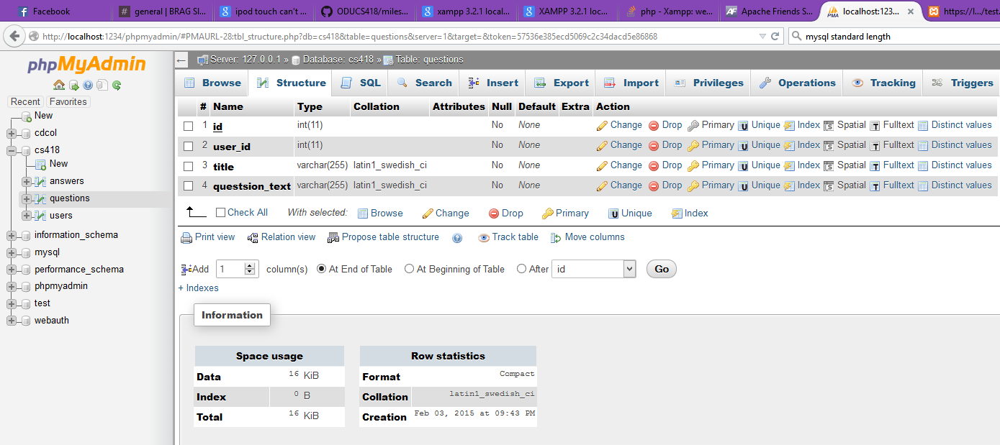 Facebook
general | BRAG Sl...
ipod touch can't ...
ODUCS418/miles...
xampp 3.2.1 local...
XAMPP 3.2.1 loc...
php - Xampp: we...
Apache Friends S...
localhost:123...
https://l.../test.
http://localhost:1234/phpmyadmin/#PMAURL-28:tbl_structure.php?db=cs418&table=questions&server=1&target=&token=57536e385ecd5069c2c34dacd5e86868
mysql standard length
phpMyAdmin
Recent Favorites
New
cdcol
cs418
New
answers
questions
users
information_schema
mysql
performance_schema
phpmyadmin
test
webauth
Server: 127.0.0.1 » Database: cs418 » Table: questions
Browse Structure SQL Search Insert Export Import Privileges Operations Tracking Triggers
# Name Type Collation Attributes Null Default Extra Action
1 id int(11) No None Change Drop Primary Unique Index Spatial Fulltext Distinct values
2 user_id int(11) No None Change Drop Primary Unique Index Spatial Fulltext Distinct values
3 title varchar(255) latin1_swedish_ci No None Change Drop Primary Unique Index Spatial Fulltext Distinct values
4 questsion_text varchar(255) latin1_swedish_ci No None Change Drop Primary Unique Index Spatial Fulltext Distinct values
Check All With selected: Browse Change Drop Primary Unique Index
Print view Relation view Propose table structure Track table Move columns
Add 1 column(s) At End of Table At Beginning of Table After id Go
+ Indexes
Information
Space usage
Data 16 KiB
Index 0 B
Total 16 KiB
Row statistics
Format Compact
Collation latin1_swedish_ci
Creation Feb 03, 2015 at 09:43 PM